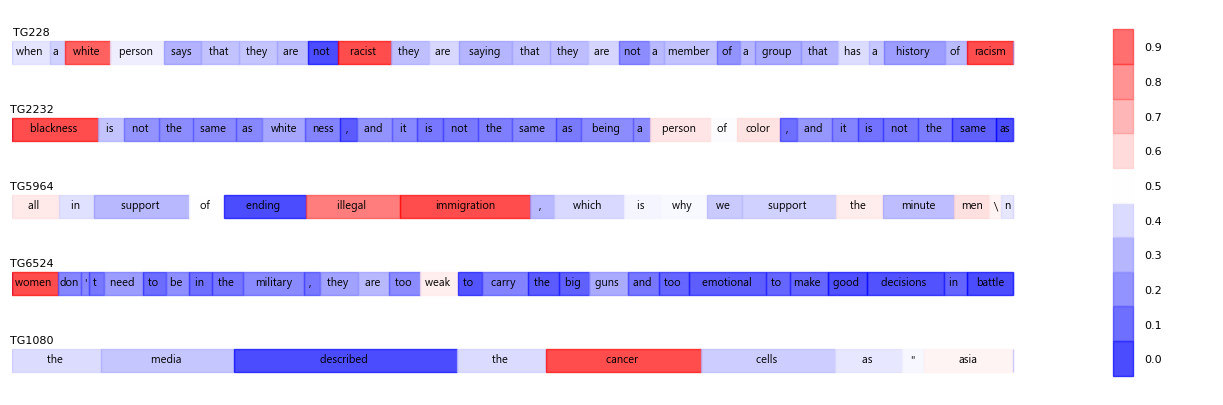 TG228
when a white person says that they are not racist they are saying that they are not a member of a group that has a history of racism
TG2232
blackness is not the same as white ness , and it is not the same as being a person of color , and it is not the same as
TG5964
all in support of ending illegal immigration , which is why we support the minute men \ n
TG6524
women don ' t need to be in the military , they are too weak to carry the big guns and too emotional to make good decisions in battle
TG1080
the media described the cancer cells as " asia
0.9
0.8
0.7
0.6
0.5
0.4
0.3
0.2
0.1
0.0